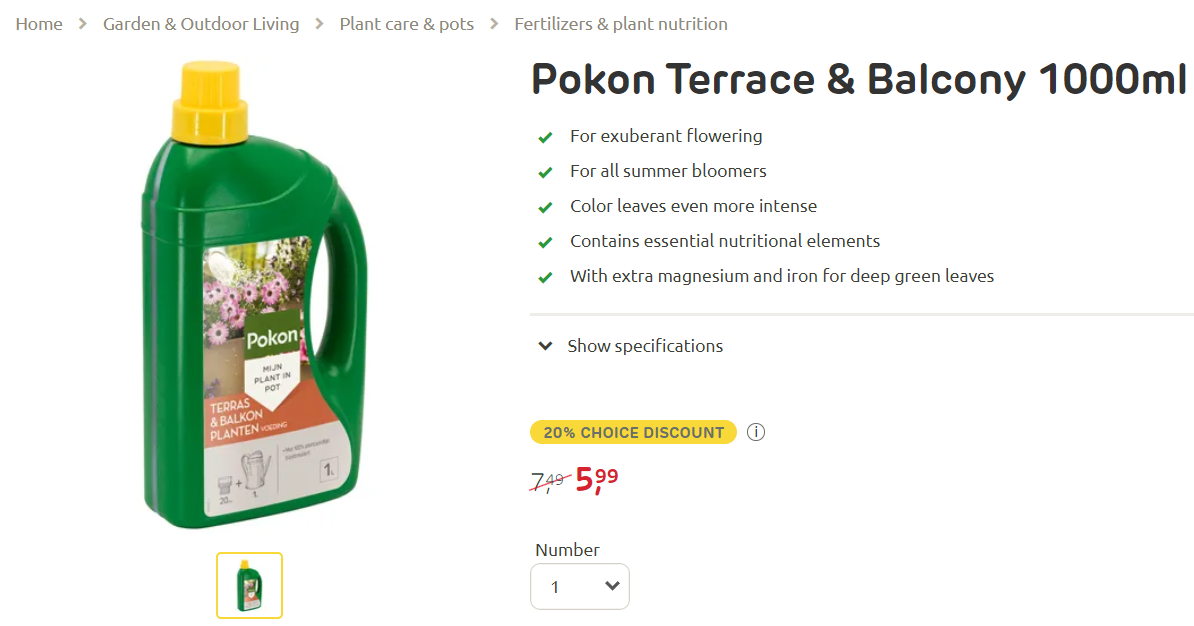 Home > Garden & Outdoor Living > Plant care & pots > Fertilizers & plant nutrition
Pokon Terrace & Balcony 1000ml
For exuberant flowering
For all summer bloomers
Color leaves even more intense
Contains essential nutritional elements
With extra magnesium and iron for deep green leaves
Show specifications
20% CHOICE DISCOUNT
7,49 5,99
Number
1
Pokon
MIJN
PLANT IN
POT
TERRAS
& BALKON
PLANTEN VOEDING
1L
20
+
1L